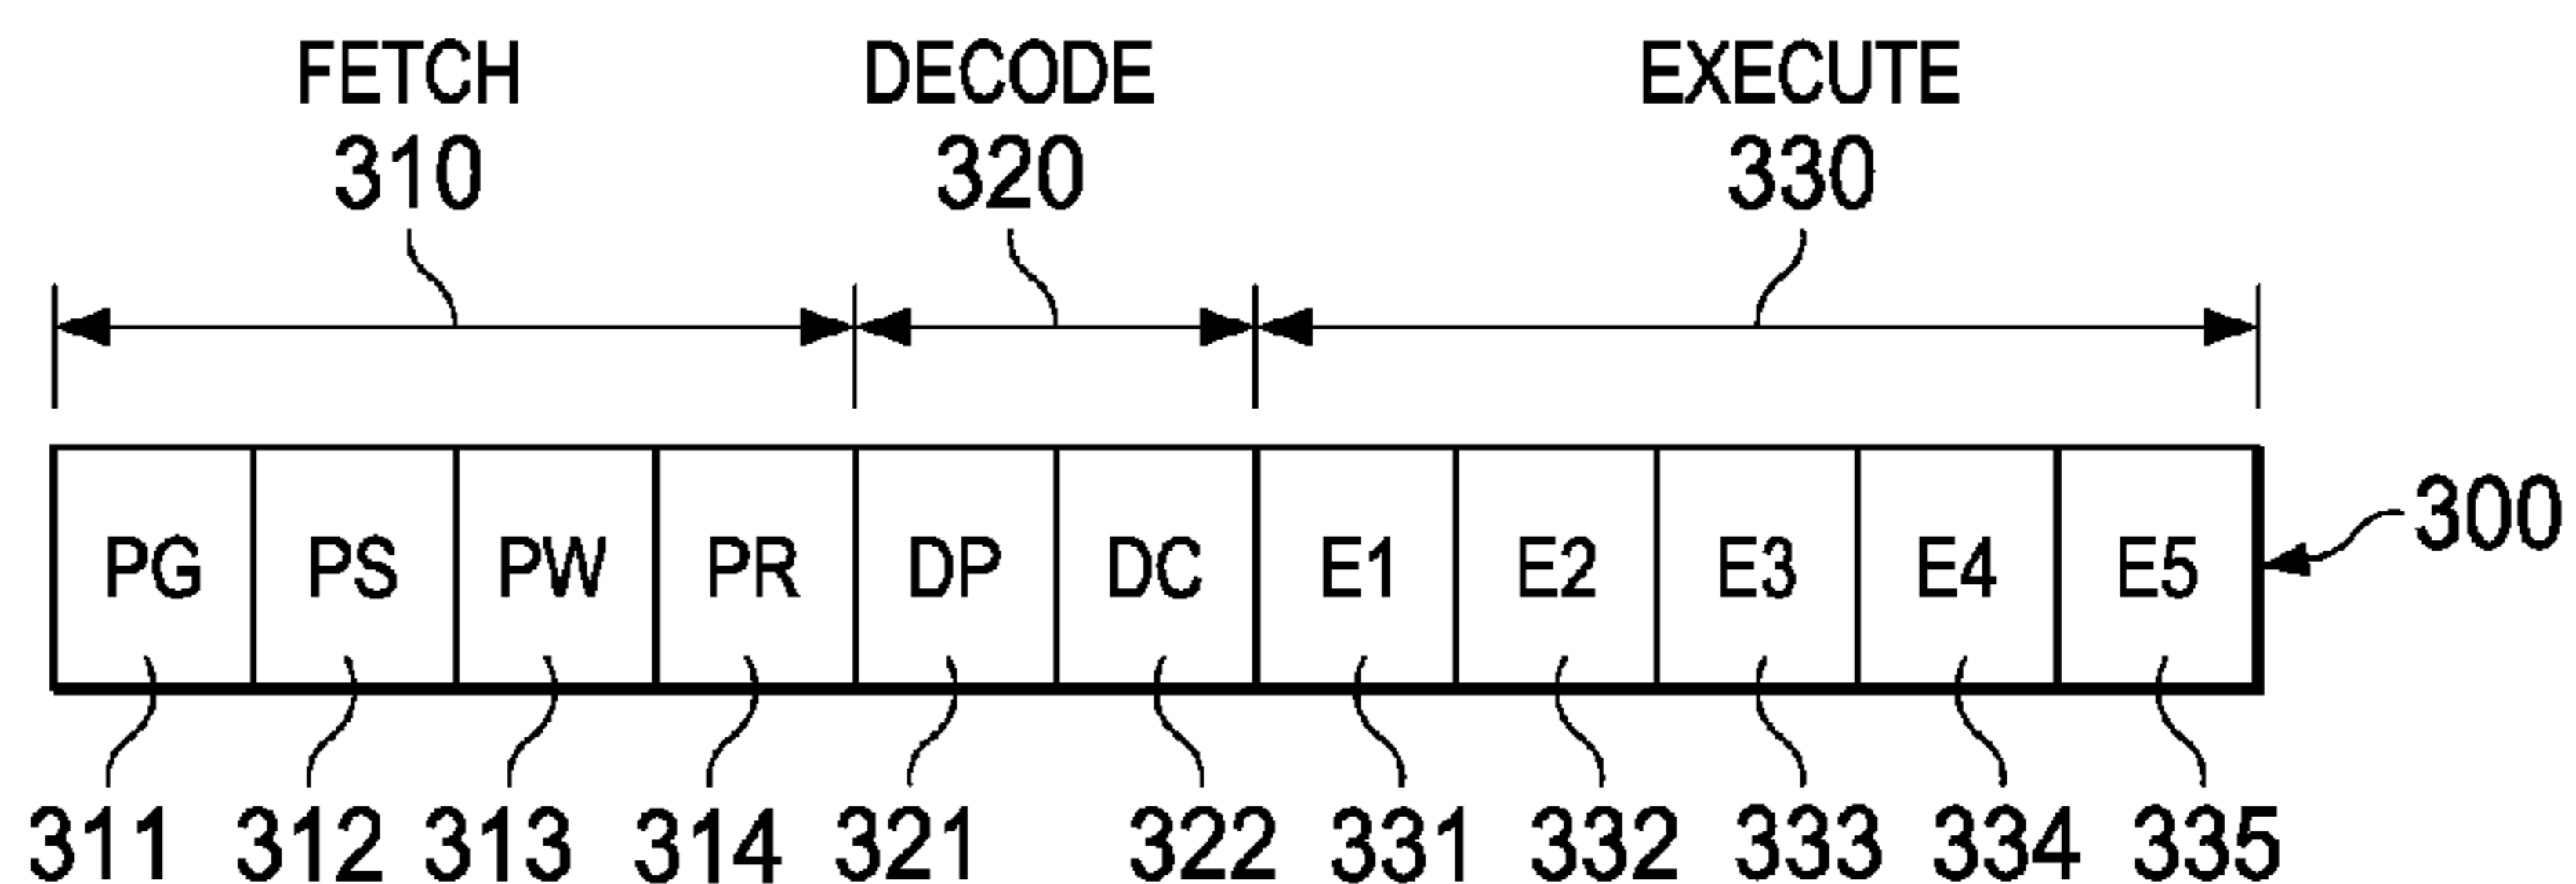 FETCH DECODE EXECUTE
310 320 330
PG PS PW PR DP DC E1 E2 E3 E4 E5
300
311 312 313 314 321 322 331 332 333 334 335